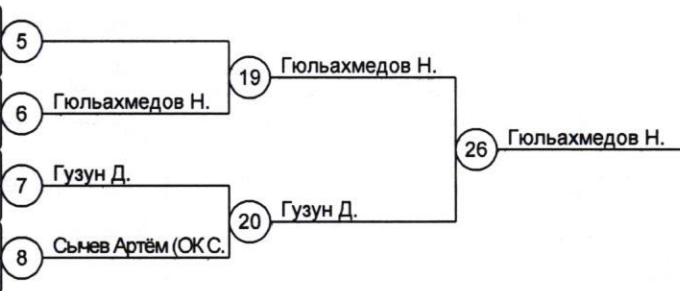 5
19 Гюльахмедов Н.
6 Гюльахмедов Н.
26 Гюльахмедов Н.
7 Гузун Д.
20 Гузун Д.
8 Сычев Артём (ОК С.